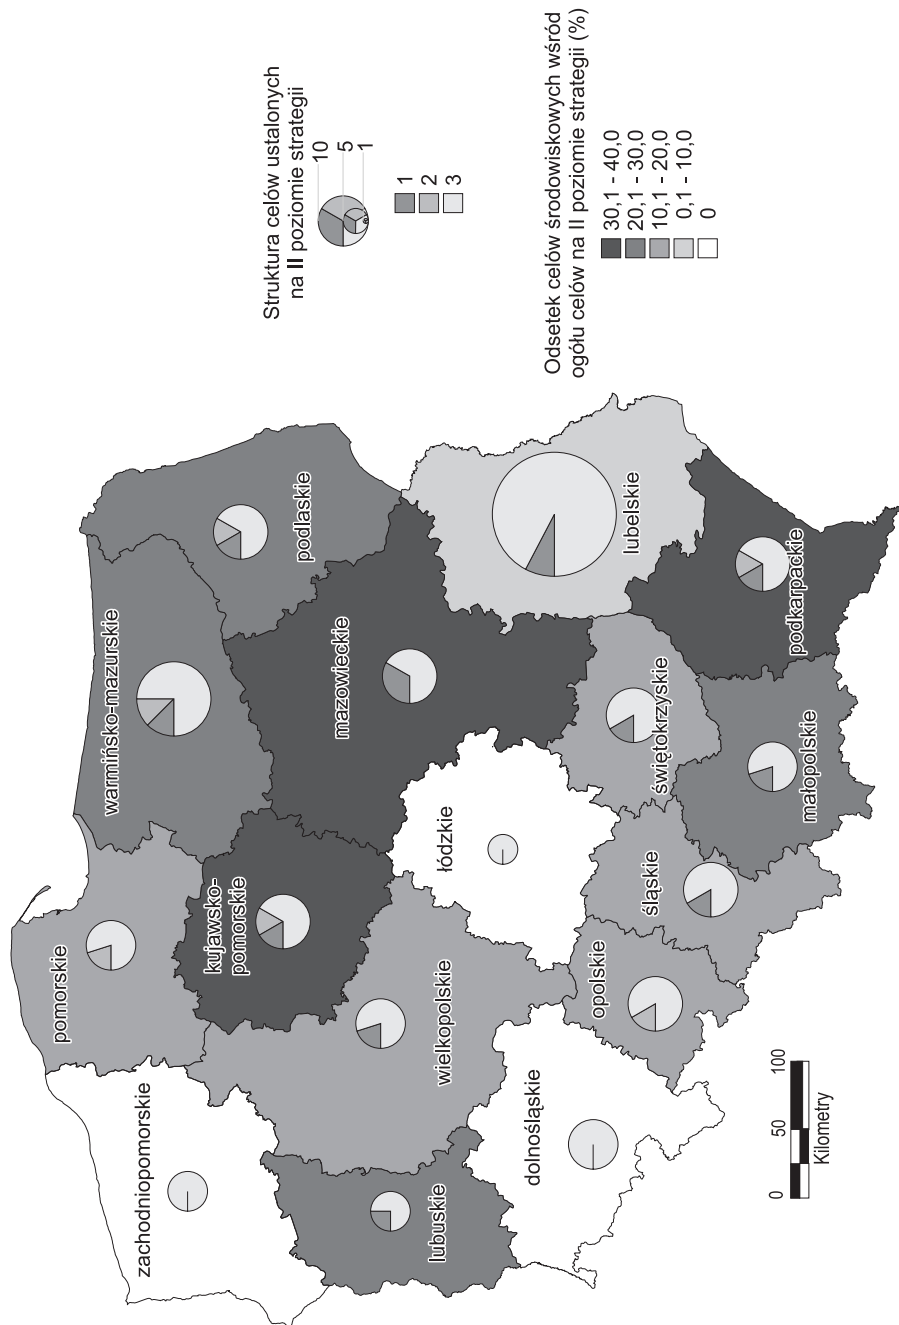 Struktura celów ustalonych
na II poziomie strategii
10
5
1
1
2
3
Odsetek celów środowiskowych wśród
ogółu celów na II poziomie strategii (%)
30,1 - 40,0
20,1 - 30,0
10,1 - 20,0
0,1 - 10,0
0
zachodniopomorskie
pomorskie
warmińsko-mazurskie
podlaskie
kujawsko-
pomorskie
mazowieckie
lubuskie
wielkopolskie
łódzkie
lubelskie
dolnośląskie
opolskie
śląskie
świętokrzyskie
małopolskie
podkarpackie
0
50
100
Kilometry